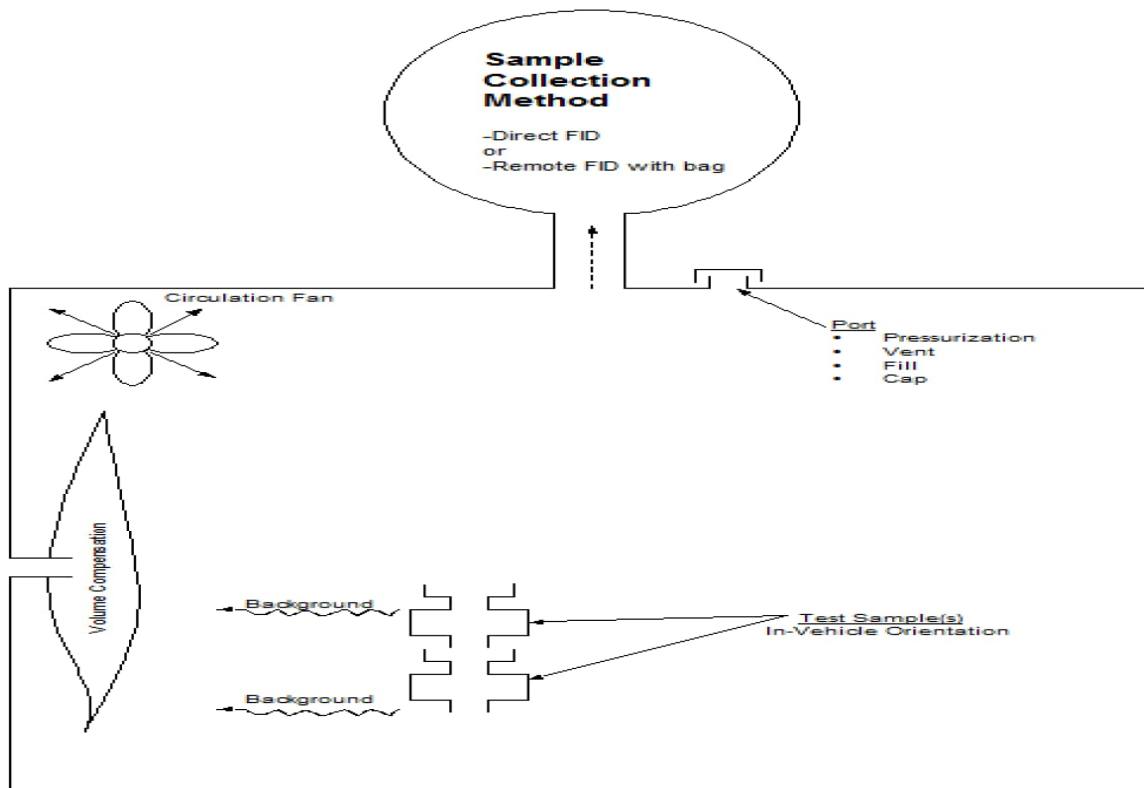 Sample
Collection
Method
-Direct FID
or
-Remote FID with bag
Circulation Fan
Port
• Pressurization
• Vent
• Fill
• Cap
Volume Compensation
Background
Test Sample(s)
In-Vehicle Orientation
Background